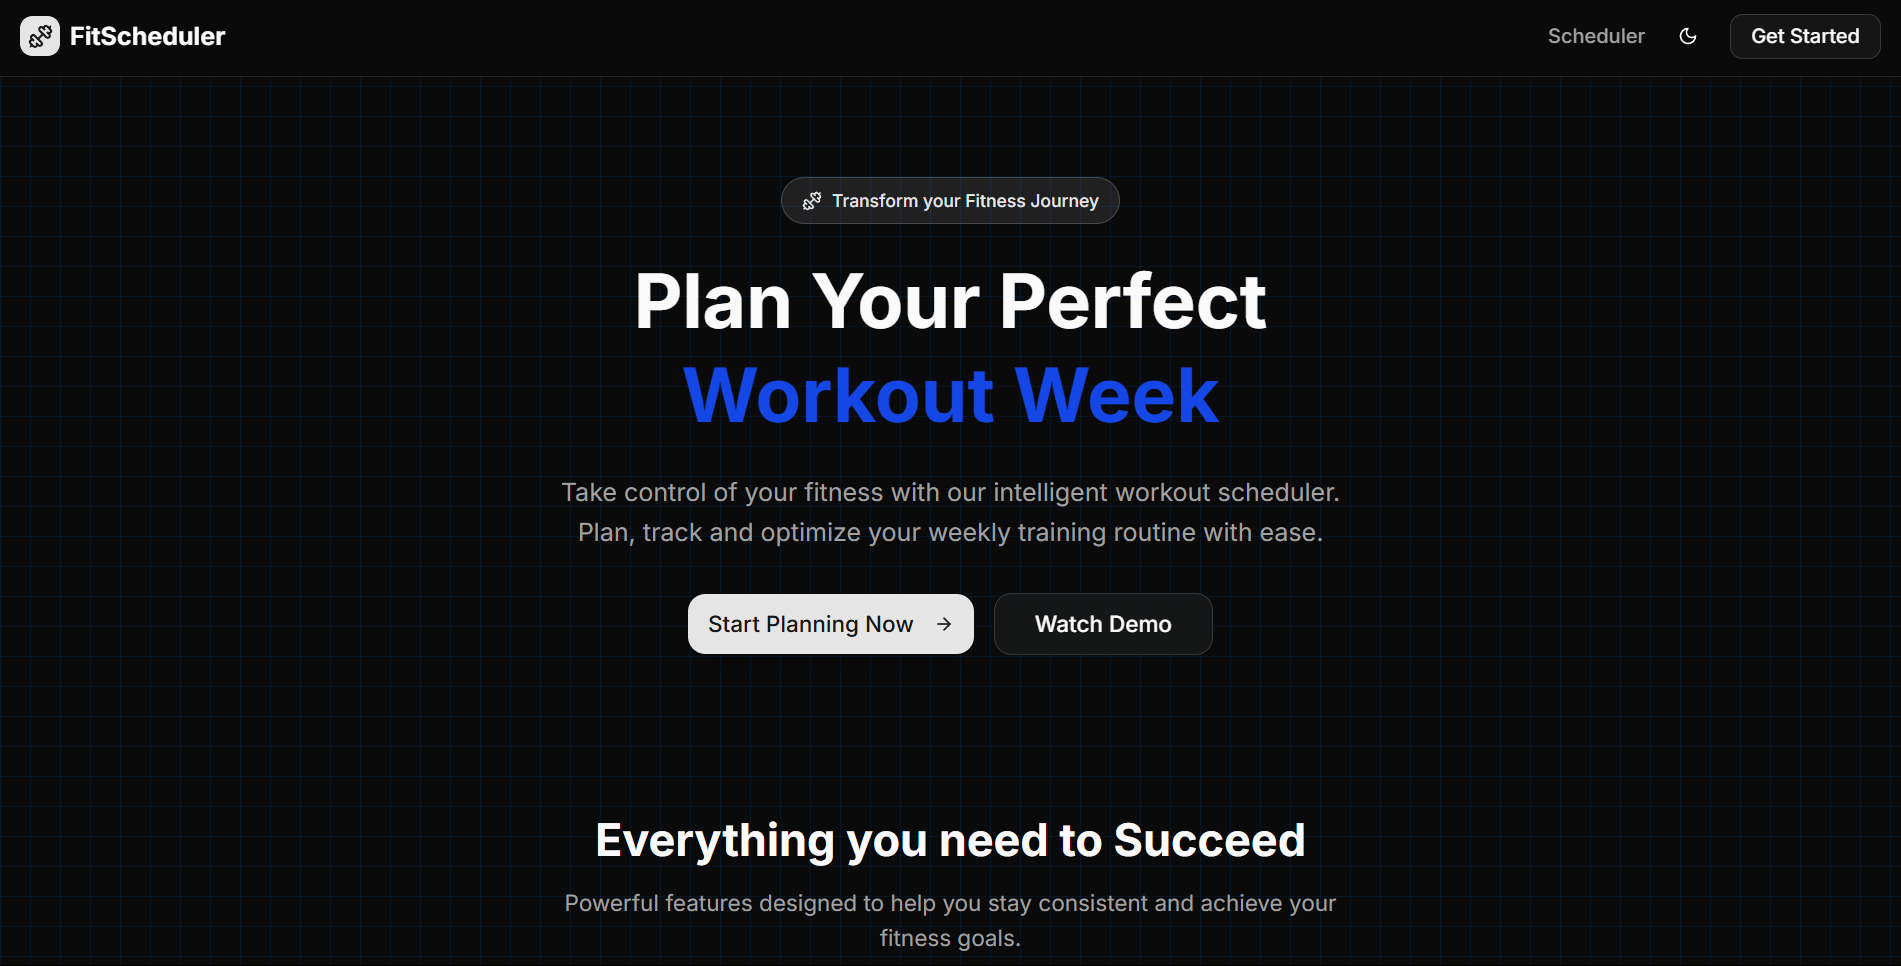 FitScheduler
Scheduler
Get Started
Transform your Fitness Journey
Plan Your Perfect
Workout Week
Take control of your fitness with our intelligent workout scheduler.
Plan, track and optimize your weekly training routine with ease.
Start Planning Now
Watch Demo
Everything you need to Succeed
Powerful features designed to help you stay consistent and achieve your
fitness goals.